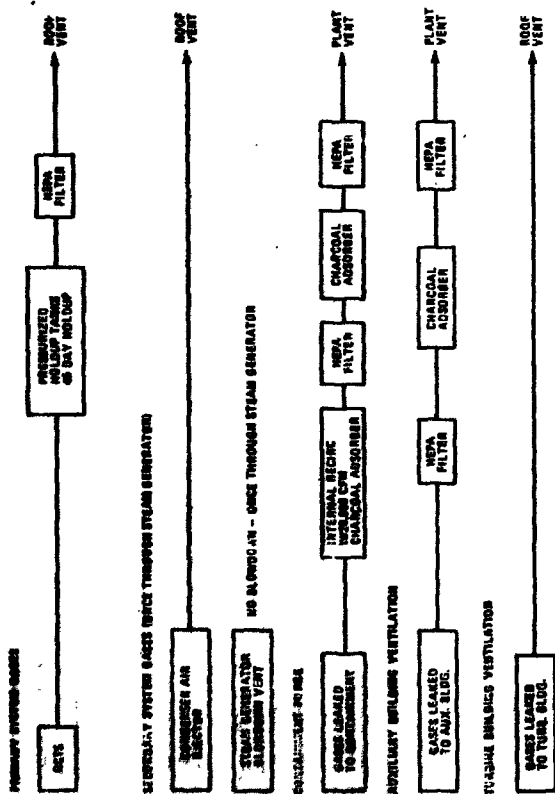 PRIMARY SYSTEM GASES
PRESSURIZED
HOLDUP TANKS
45 DAY HOLDUP
HEPA
FILTER
ROOF
VENT
SECONDARY SYSTEM GASES (ONCE THROUGH STEAM GENERATOR)
CONDENSER AIR
EJECTOR
ROOF
VENT
STEAM GENERATOR
BLOWDOWN VENT
NO BLOWDOWN - ONCE THROUGH STEAM GENERATOR
CONTAINMENT PURGE
GASES LEAKED
TO CONTAINMENT
INTERNAL RECIRC
CFM
CHARCOAL ADSORBER
HEPA
FILTER
CHARCOAL
ADSORBER
HEPA
FILTER
PLANT
VENT
AUXILIARY BUILDING VENTILATION
GASES LEAKED
TO AUX. BLDG.
HEPA
FILTER
CHARCOAL
ADSORBER
HEPA
FILTER
PLANT
VENT
TURBINE BUILDING VENTILATION
GASES LEAKED
TO TURB. BLDG.
ROOF
VENT